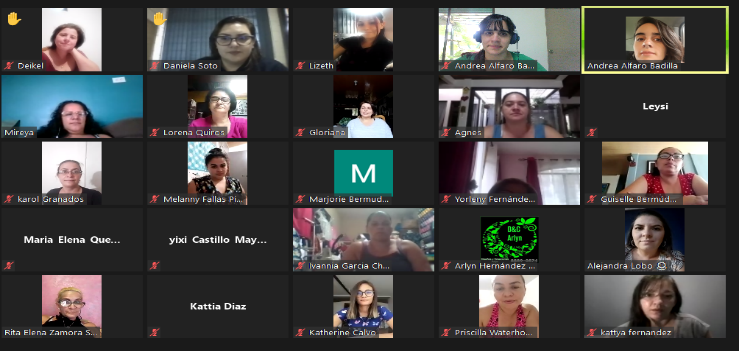 Deikel
Daniela Soto
Lizeth
Andrea Alfaro Ba...
Andrea Alfaro Badilla
Mireya
Lorena Quiros
Gloriana
Agnes
Leysi
karol Granados
Melanny Fallas Pi...
M
Marjorie Bermud...
Yorleny Fernánde...
Guiselle Bermúd...
Maria Elena Que...
yixi Castillo May...
Ivannia Garcia Ch...
D&C
Arlyn
Arlyn Hernández ...
Alejandra Lobo
Rita Elena Zamora S...
Kattia Diaz
Katherine Calvo
Priscilla Waterho...
kattya fernandez